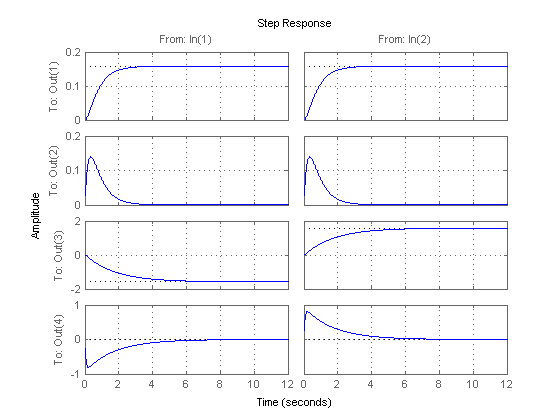 Step Response
From: In(1) From: In(2)
0.2
0.1
0
To: Out(1)
0.2
0.1
0
To: Out(2)
2
0
-2
To: Out(3)
1
0
-1
To: Out(4)
Amplitude
0 2 4 6 8 10 12 0 2 4 6 8 10 12
Time (seconds)